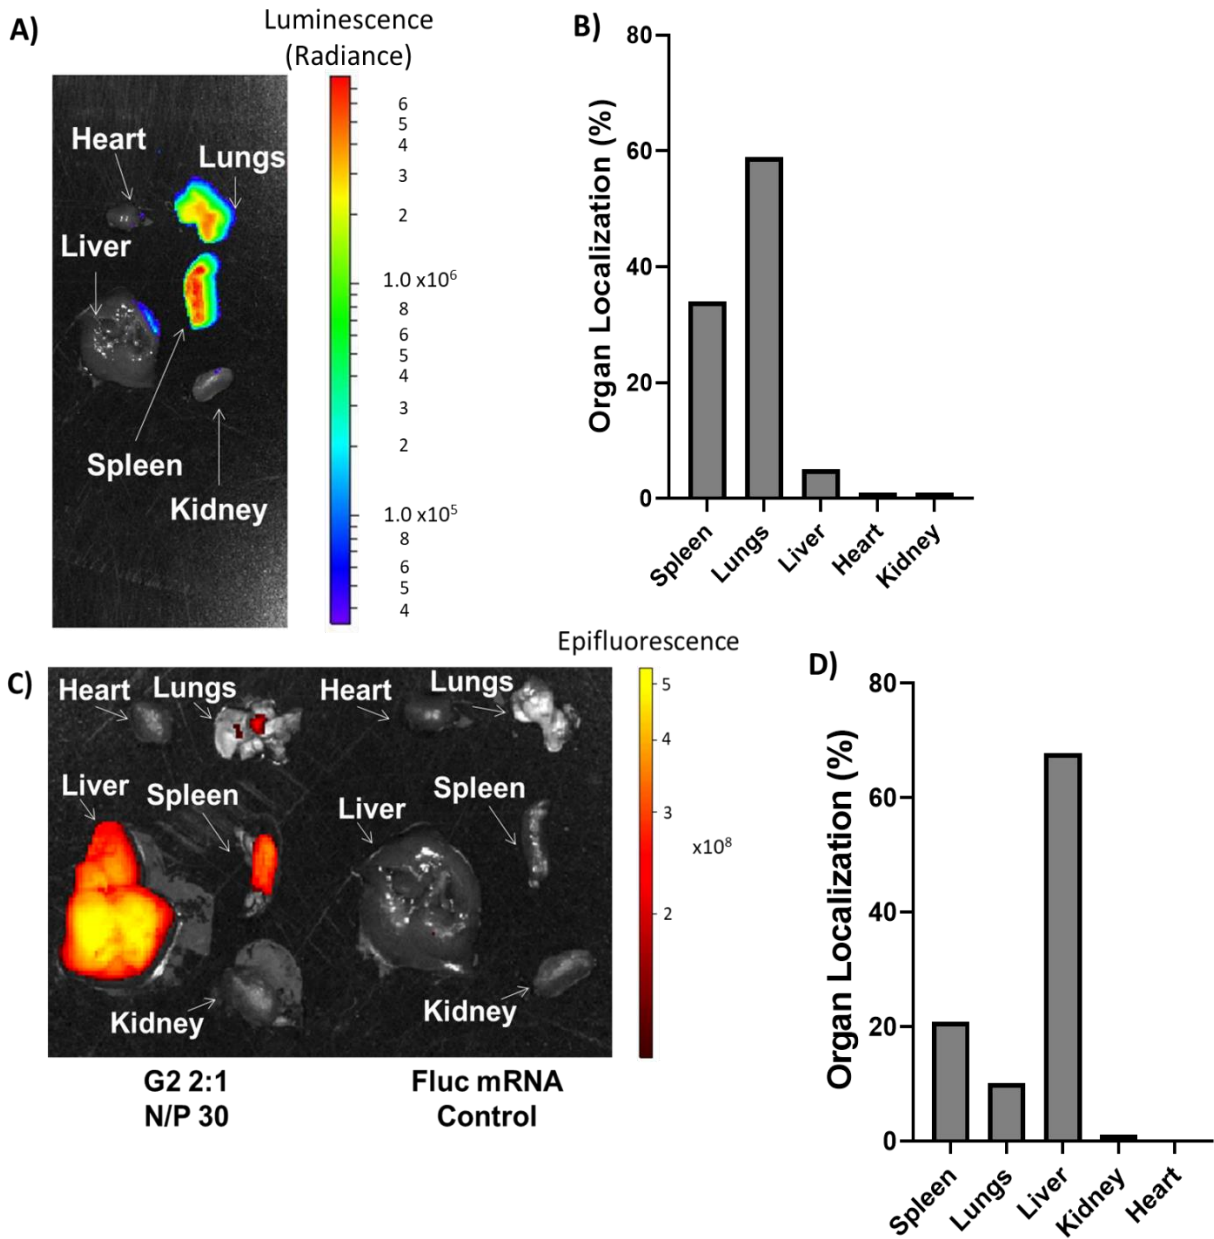 A)
Luminescence
(Radiance)
Heart
Lungs
Liver
Spleen
Kidney
6
5
4
3
2
1.0 x10⁶
8
6
5
4
3
2
1.0 x10⁵
8
6
5
4
B)
Organ Localization (%)
80
60
40
20
0
Spleen
Lungs
Liver
Heart
Kidney
C)
Epifluorescence
Heart
Lungs
Liver
Spleen
Kidney
Heart
Lungs
Liver
Spleen
Kidney
5
4
3
x10⁸
2
G2 2:1
N/P 30
Fluc mRNA
Control
D)
Organ Localization (%)
80
60
40
20
0
Spleen
Lungs
Liver
Kidney
Heart